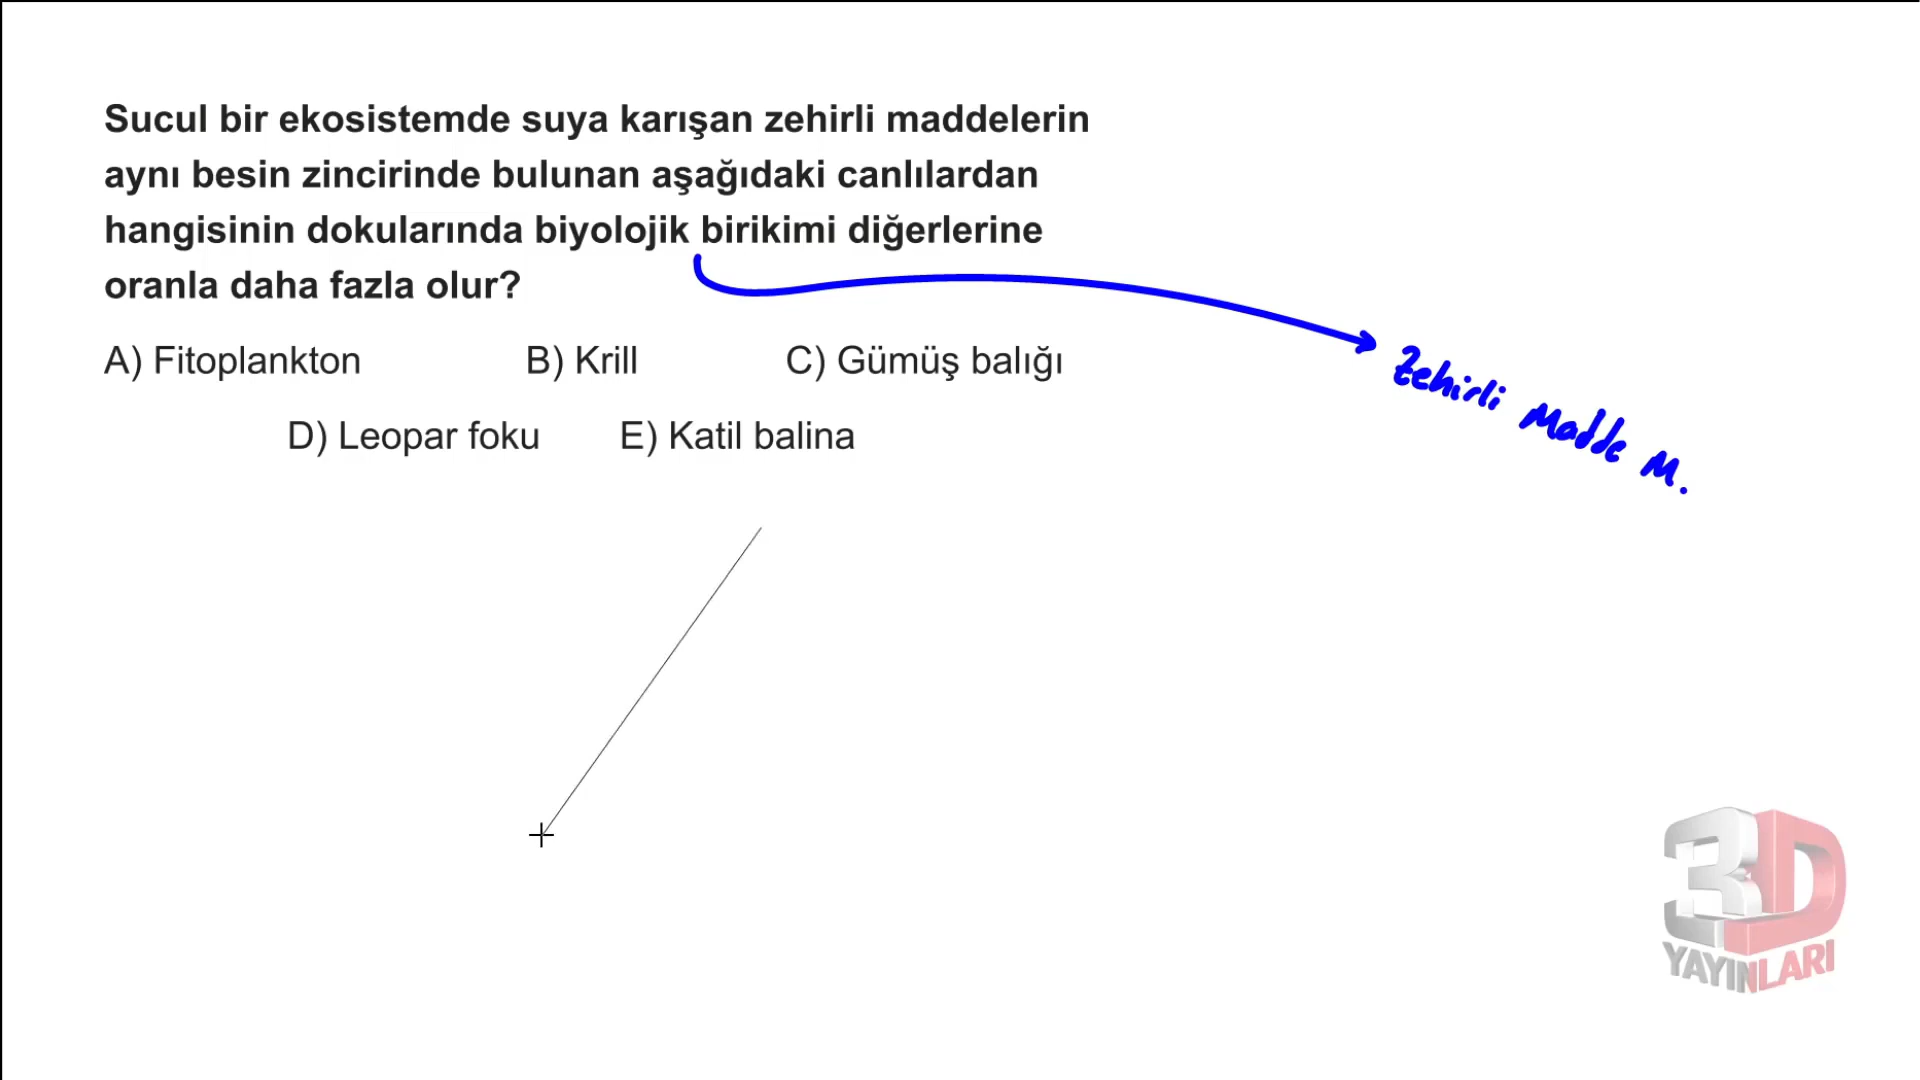 Sucul bir ekosistemde suya karışan zehirli maddelerin
aynı besin zincirinde bulunan aşağıdaki canlılardan
hangisinin dokularında biyolojik birikimi diğerlerine
oranla daha fazla olur?
A) Fitoplankton B) Krill C) Gümüş balığı
D) Leopar foku E) Katil balina
Zehirli Madde M.
3D
YAYINLARI